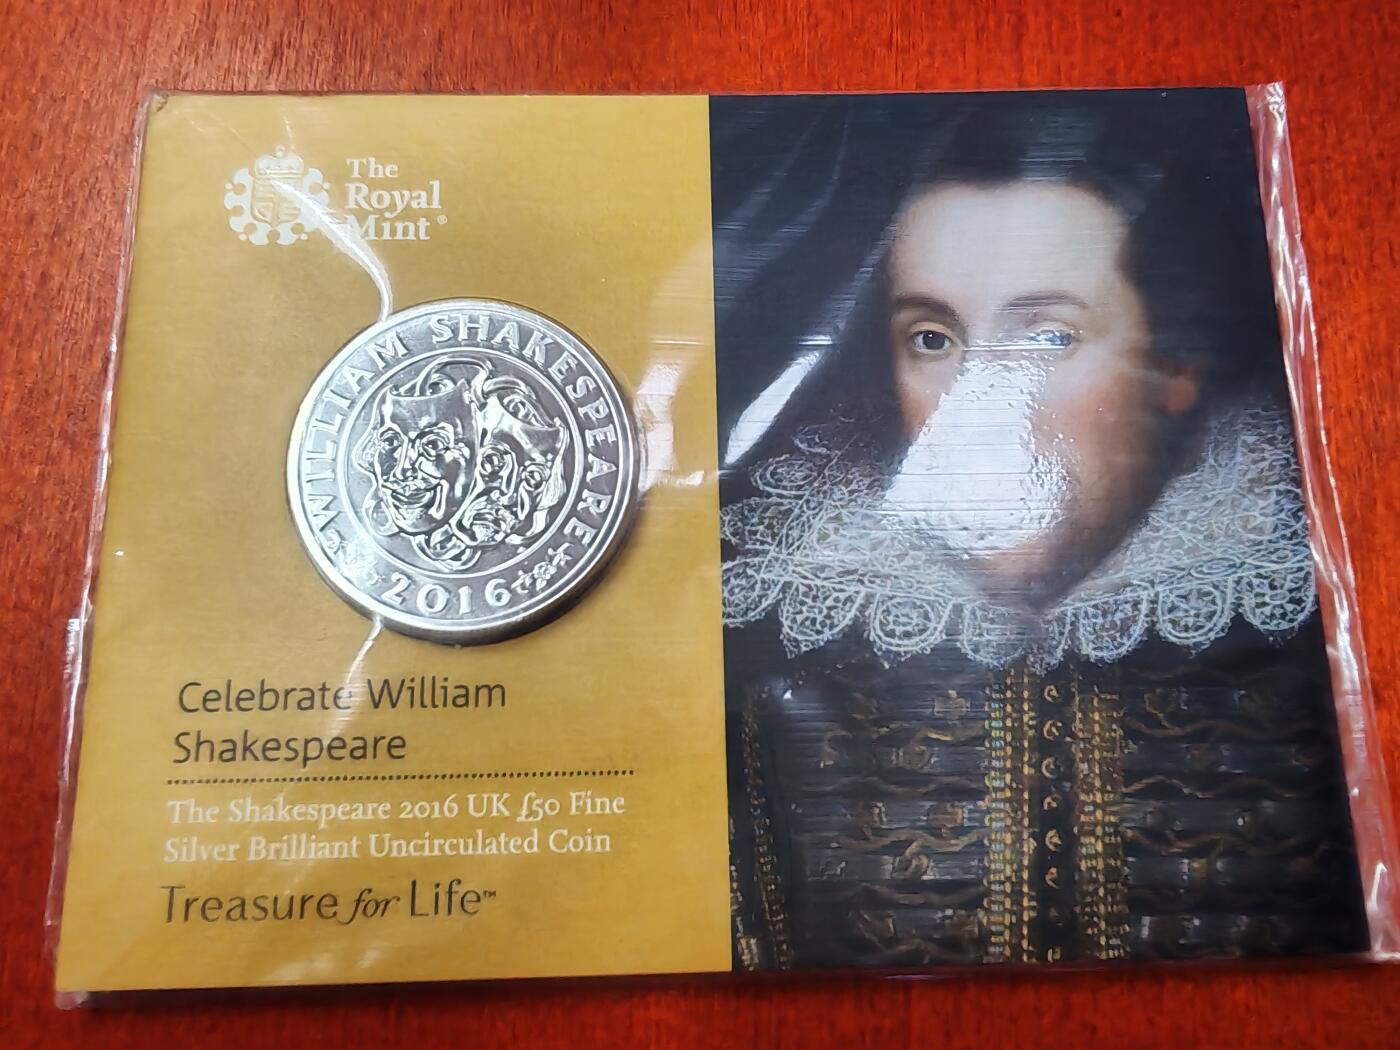 The
Royal
Mint®
WILLIAM SHAKESPEARE
2016
Celebrate William
Shakespeare
The Shakespeare 2016 UK £50 Fine
Silver Brilliant Uncirculated Coin
Treasure for Life™